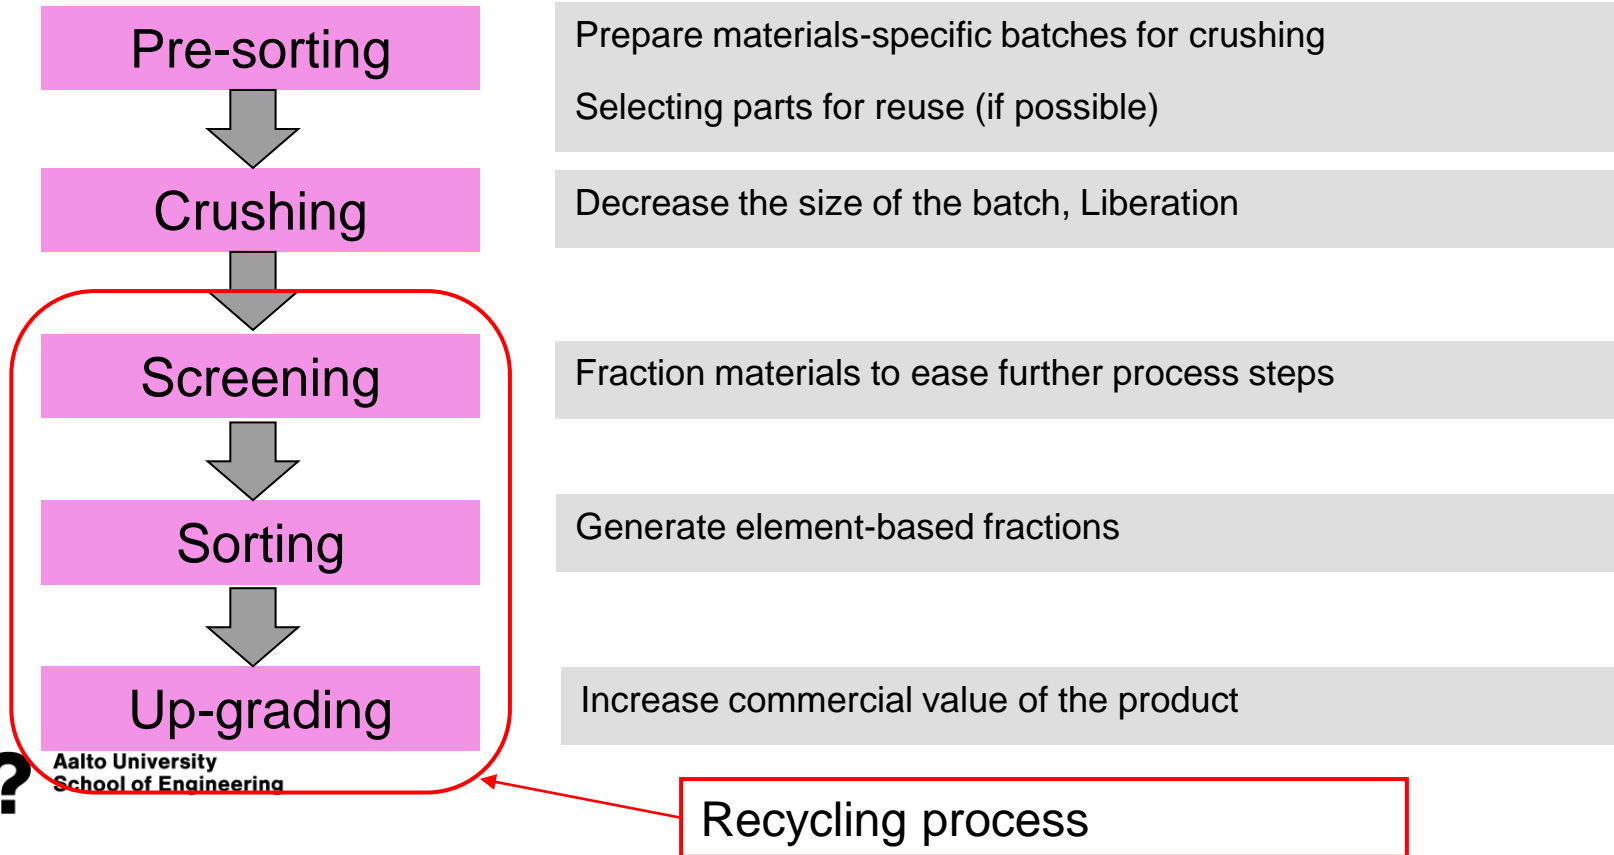 Pre-sorting
Prepare materials-specific batches for crushing
Selecting parts for reuse (if possible)
Crushing
Decrease the size of the batch, Liberation
Screening
Fraction materials to ease further process steps
Sorting
Generate element-based fractions
Up-grading
Increase commercial value of the product
?
Aalto University
School of Engineering
Recycling process